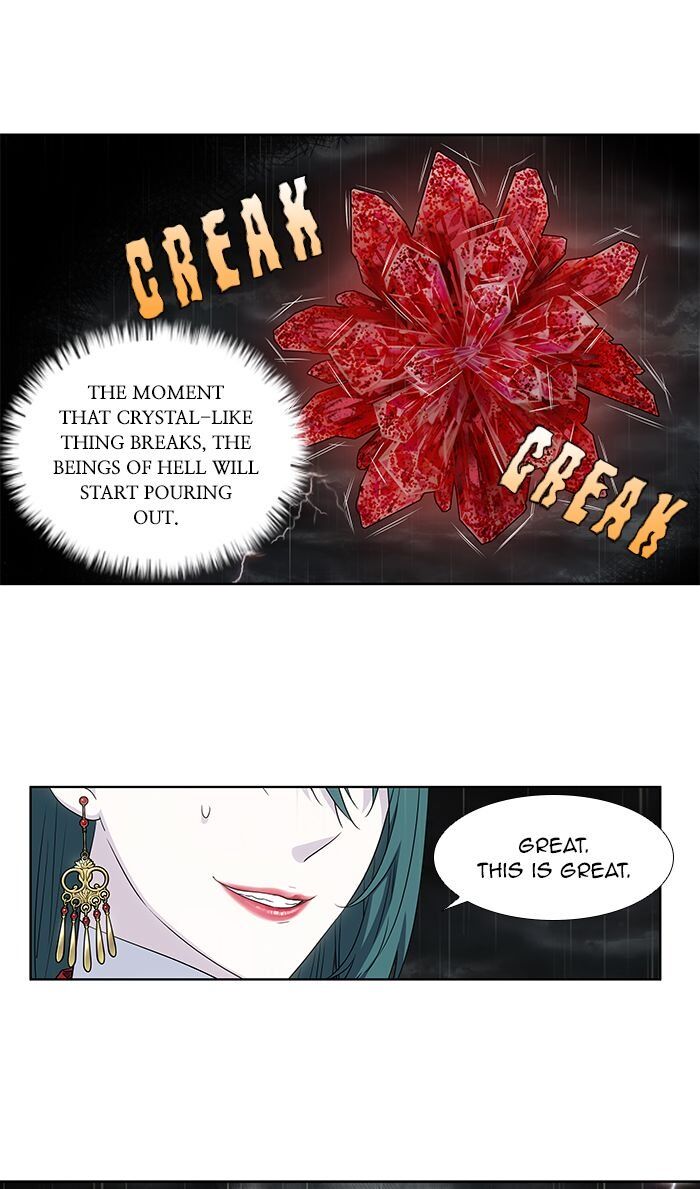 CREAK
THE MOMENT
THAT CRYSTAL-LIKE
THING BREAKS, THE
BEINGS OF HELL WILL
START POURING
OUT.
CREAK
GREAT.
THIS IS GREAT.